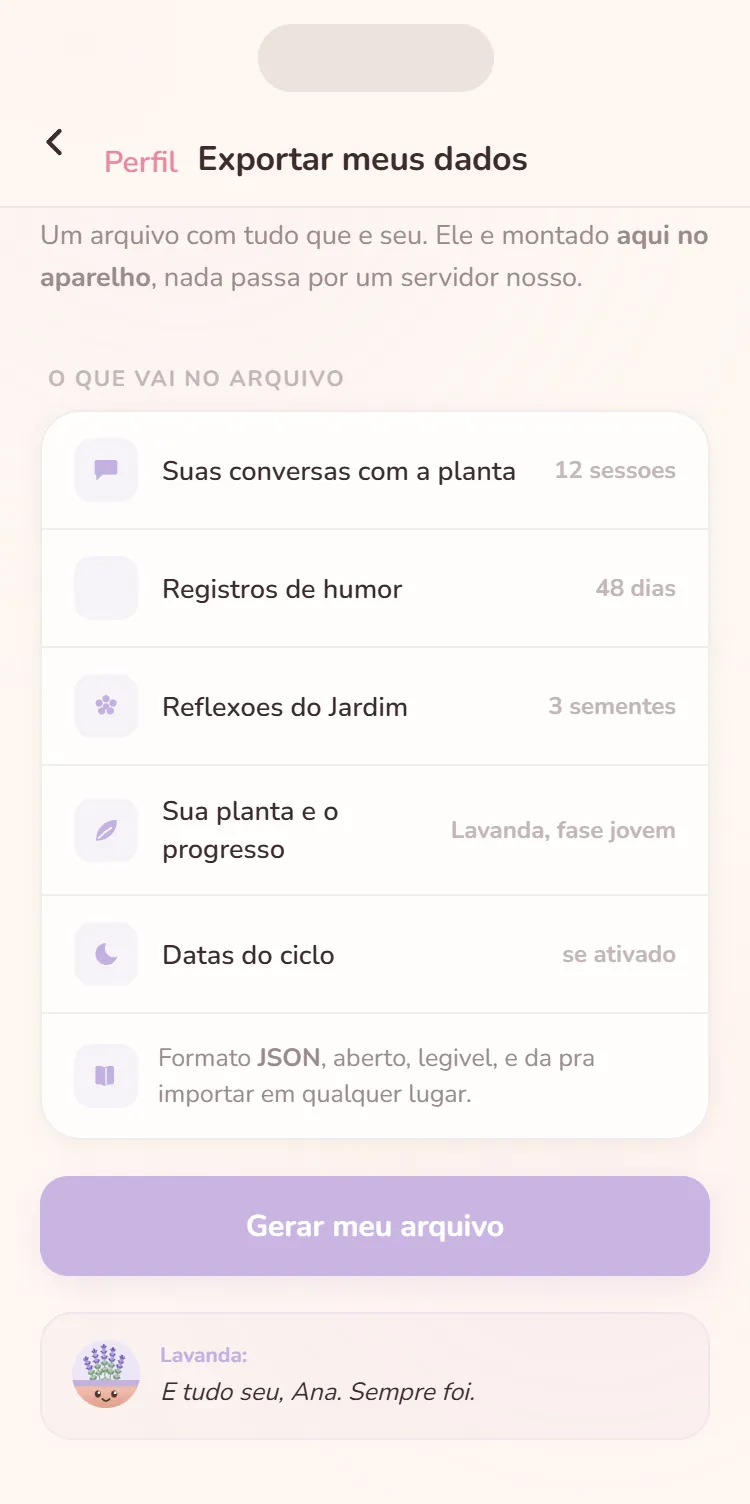 Perfil Exportar meus dados
Um arquivo com tudo que e seu. Ele e montado aqui no
aparelho, nada passa por um servidor nosso.
O QUE VAI NO ARQUIVO
Suas conversas com a planta 12 sessoes
Registros de humor 48 dias
Reflexoes do Jardim 3 sementes
Sua planta e o
progresso
Lavanda, fase jovem
Datas do ciclo se ativado
Formato JSON, aberto, legivel, e da pra
importar em qualquer lugar.
Gerar meu arquivo
Lavanda:
E tudo seu, Ana. Sempre foi.